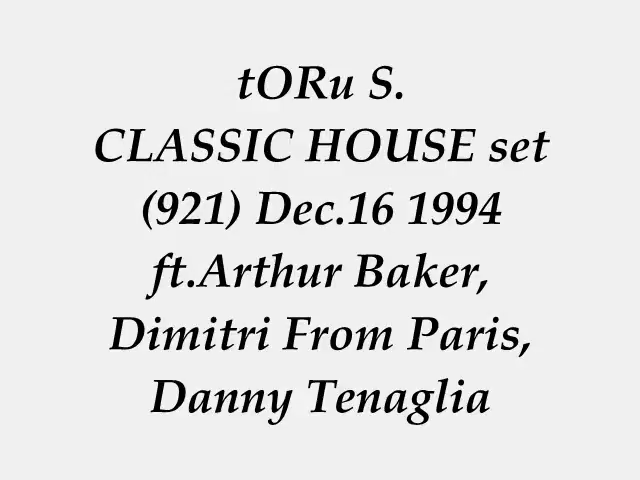 tORu S.
CLASSIC HOUSE set
(921) Dec.16 1994
ft.Arthur Baker,
Dimitri From Paris,
Danny Tenaglia